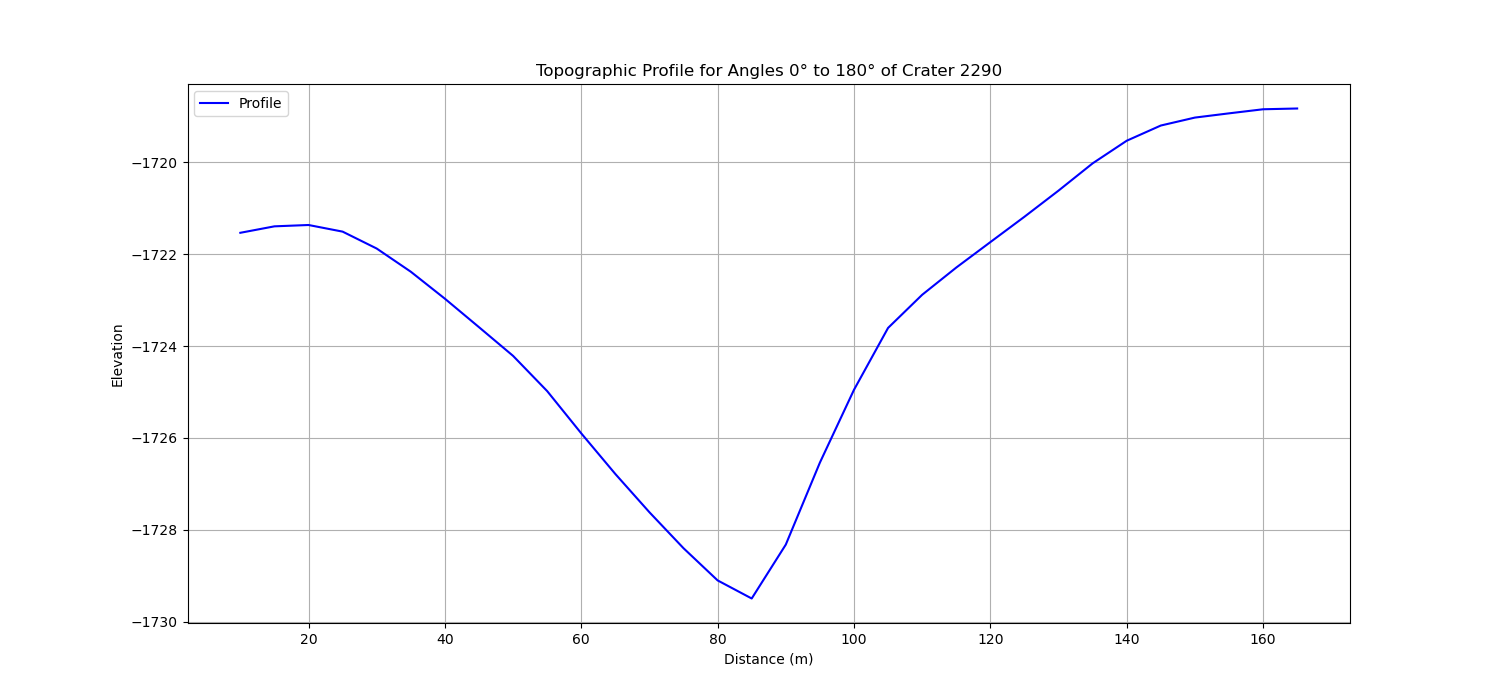 Topographic Profile for Angles 0° to 180° of Crater 2290
Profile
Elevation
−1720
−1722
−1724
−1726
−1728
−1730
20 40 60 80 100 120 140 160
Distance (m)